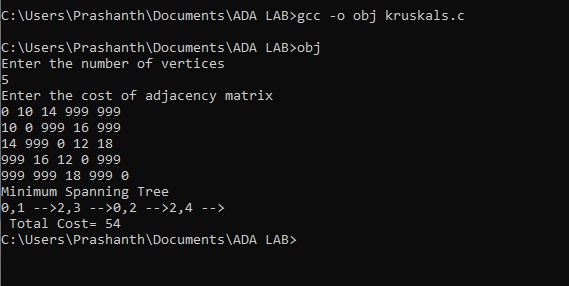 C:\Users\Prashanth\Documents\ADA LAB>gcc -o obj kruskals.c
C:\Users\Prashanth\Documents\ADA LAB>obj
Enter the number of vertices
5
Enter the cost of adjacency matrix
0 10 14 999 999
10 0 999 16 999
14 999 0 12 18
999 16 12 0 999
999 999 18 999 0
Minimum Spanning Tree
0,1 -->2,3 -->0,2 -->2,4 -->
 Total Cost= 54
C:\Users\Prashanth\Documents\ADA LAB>